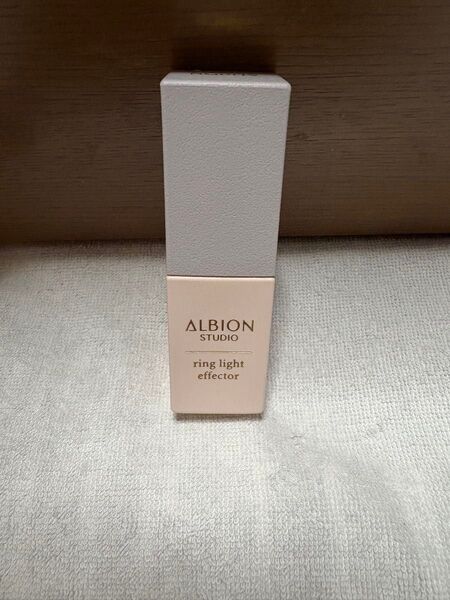 ALBION
STUDIO
ring light
effector